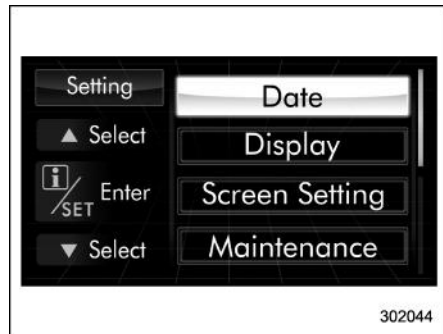 Setting
Date
▲ Select
Display
i/SET Enter
Screen Setting
▼ Select
Maintenance
302044